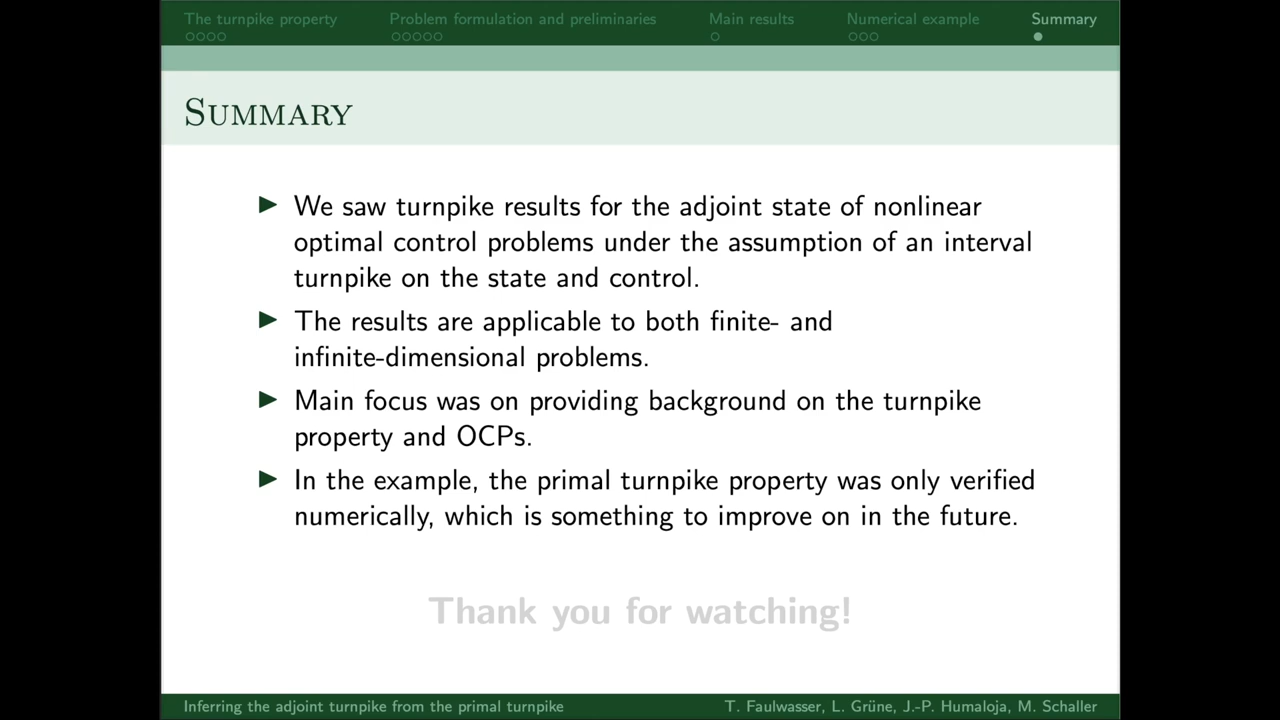 The turnpike property Problem formulation and preliminaries Main results Numerical example Summary
Summary
We saw turnpike results for the adjoint state of nonlinear
optimal control problems under the assumption of an interval
turnpike on the state and control.
The results are applicable to both finite- and
infinite-dimensional problems.
Main focus was on providing background on the turnpike
property and OCPs.
In the example, the primal turnpike property was only verified
numerically, which is something to improve on in the future.
Thank you for watching!
Inferring the adjoint turnpike from the primal turnpike T. Faulwasser, L. Grüne, J.-P. Humaloja, M. Schaller